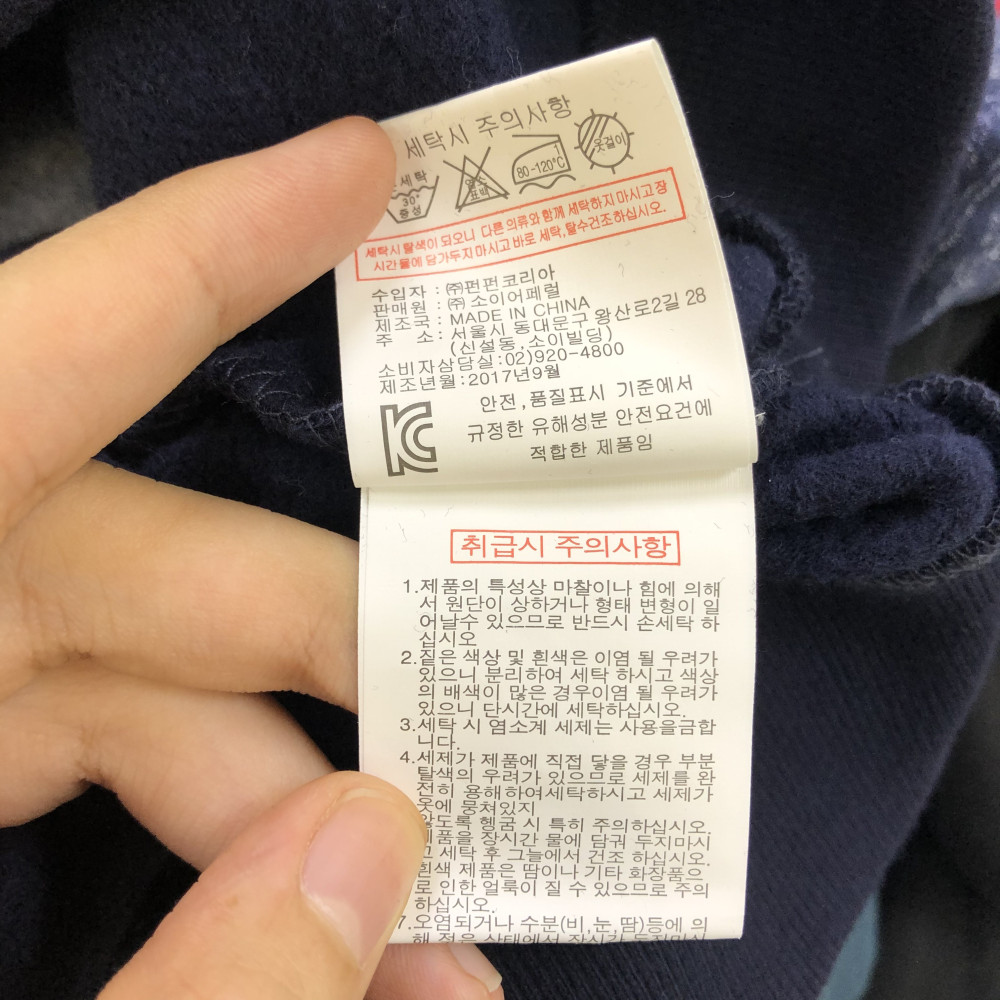 세탁시 주의사항
세탁
30°
중성
염소
표백
1
80-120°C
옷걸이
세탁시 탈색이 되오니 다른 의류와 함께 세탁하지 마시고 장
시간 물에 담가두지 마시고 바로 세탁,탈수건조하십시오.
수입자 : ㈜펀펀코리아
판매원 : ㈜ 소이어페럴
제조국 : MADE IN CHINA
주 소 : 서울시 동대문구 왕산로2길 28
(신설동,소이빌딩)
소비자상담실:02)920-4800
제조년월:2017년9월
안전,품질표시 기준에서
규정한 유해성분 안전요건에
적합한 제품임
취급시 주의사항
1.제품의 특성상 마찰이나 힘에 의해
서 원단이 상하거나 형태 변형이 일
어날수 있으므로 반드시 손세탁 하
십시오
2.짙은 색상 및 흰색은 이염 될 우려가
있으니 분리하여 세탁 하시고 색상
의 배색이 많은 경우이염 될 우려가
있으니 단시간에 세탁하십시오.
3.세탁 시 염소계 세제는 사용을금합
니다.
4.세제가 제품에 직접 닿을 경우 부분
탈색의 우려가 있으므로 세제를 완
전히 용해하여세탁하시고 세제가
옷에 뭉쳐있지
않도록 헹굼 시 특히 주의하십시오.
제품을 장시간 물에 담궈 두지마시
고 세탁 후 그늘에서 건조 하십시오.
흰색 제품은 땀이나 기타 화장품으
로 인한 얼룩이 질 수 있으므로 주의
하십시오.
7.오염되거나 수분(비,눈,땀)등에 의
해 젖은 상태에서 장시간